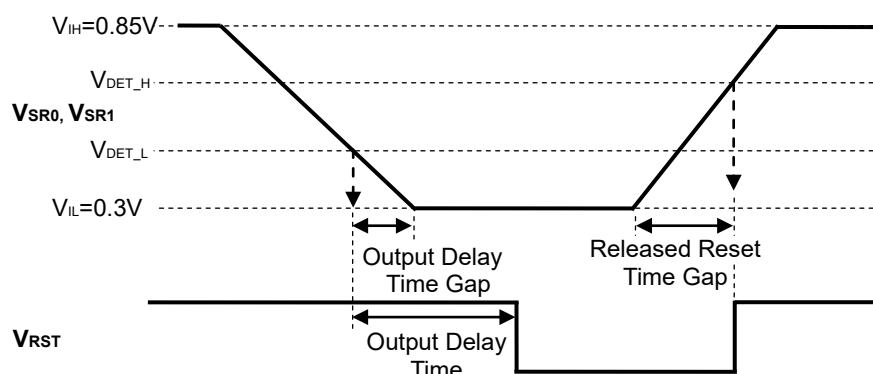 VIH=0.85V
VDET_H
VSR0, VSR1
VDET_L
VIL=0.3V
Output Delay
Time Gap
Released Reset
Time Gap
VRST
Output Delay
Time